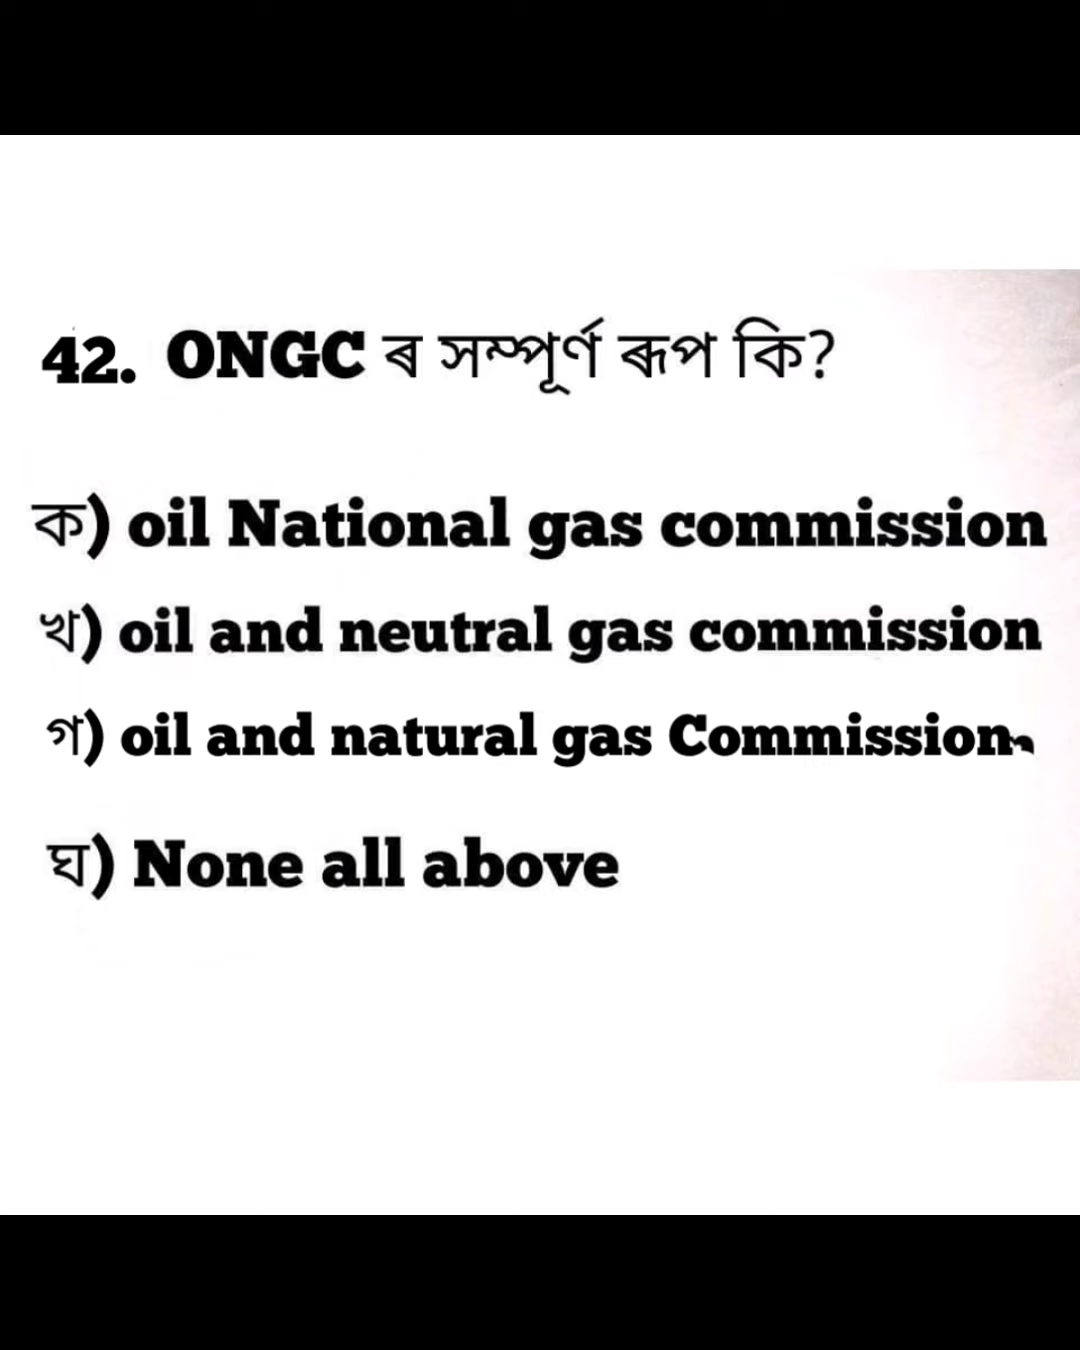 42. ONGC ৰ সম্পূৰ্ণ ৰূপ কি?
ক) oil National gas commission
খ) oil and neutral gas commission
গ) oil and natural gas Commission
ঘ) None all above